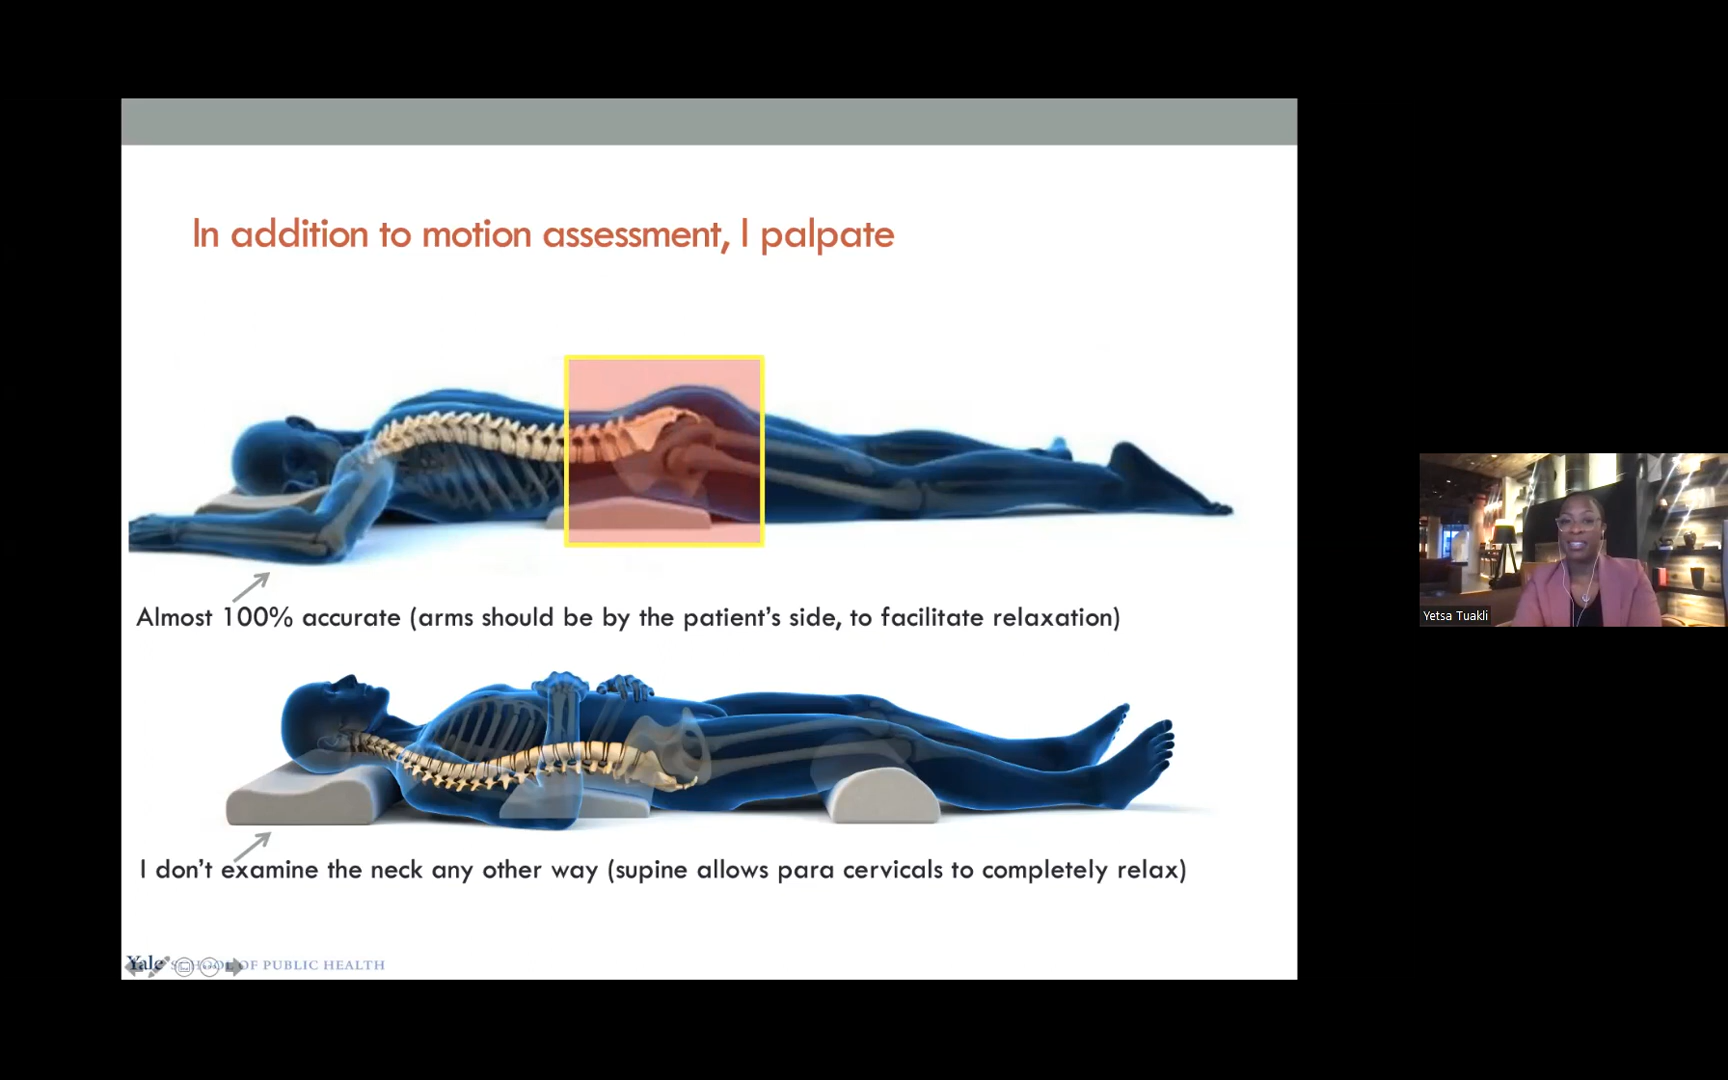 In addition to motion assessment, I palpate
Almost 100% accurate (arms should be by the patient's side, to facilitate relaxation)
Yetsa Tuakli
I don't examine the neck any other way (supine allows para cervicals to completely relax)
Yale SCHOOL OF PUBLIC HEALTH